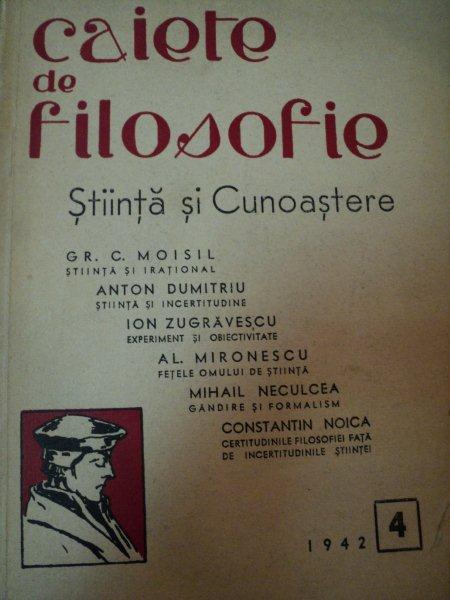 caiete
de
filosofie
Știință și Cunoaștere
GR. C. MOISIL
ȘTIINȚĂ ȘI IRAȚIONAL
ANTON DUMITRIU
ȘTIINȚĂ ȘI INCERTITUDINE
ION ZUGRĂVESCU
EXPERIMENT ȘI OBIECTIVITATE
AL. MIRONESCU
FEȚELE OMULUI DE ȘTIINȚĂ
MIHAIL NECULCEA
GÂNDIRE ȘI FORMALISM
CONSTANTIN NOICA
CERTITUDINILE FILOSOFIEI FAȚĂ
DE INCERTITUDINILE ȘTIINȚEI
1942 4